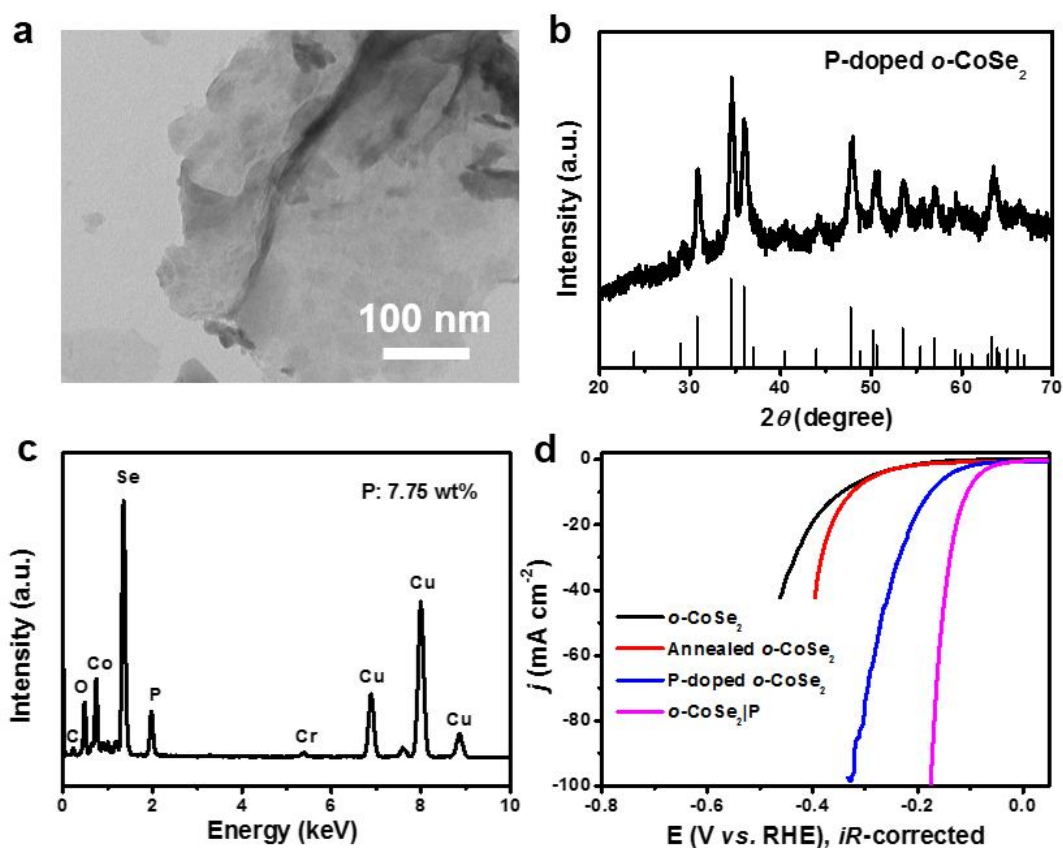 a
100 nm
b
P-doped o-CoSe₂
Intensity (a.u.)
20 30 40 50 60 70
2θ (degree)
c
Se
P: 7.75 wt%
Cu
Co
O
Cu
P
C
Cr
Cu
Intensity (a.u.)
0 2 4 6 8 10
Energy (keV)
d
0
-20
-40
-60
-80
-100
j (mA cm⁻²)
o-CoSe₂
Annealed o-CoSe₂
P-doped o-CoSe₂
o-CoSe₂|P
-0.8 -0.6 -0.4 -0.2 0.0
E (V vs. RHE), iR-corrected